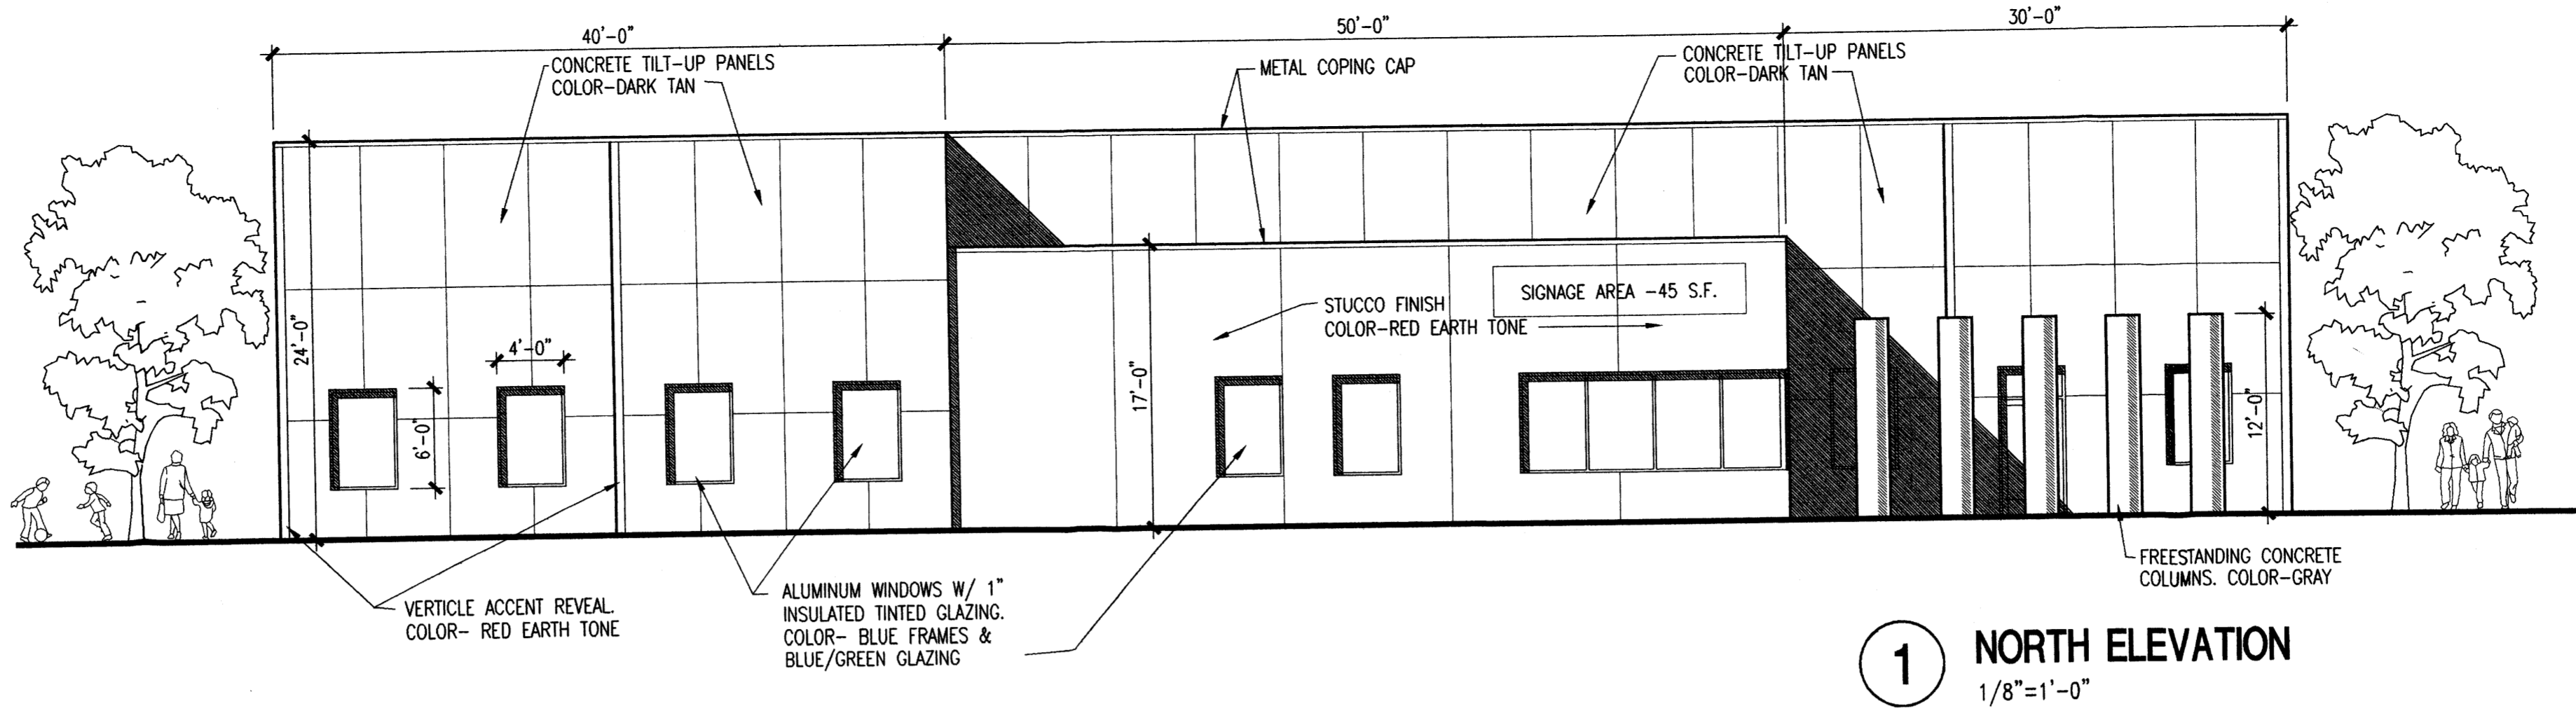 40'-0"
50'-0"
30'-0"
CONCRETE TILT-UP PANELS
COLOR-DARK TAN
METAL COPING CAP
CONCRETE TILT-UP PANELS
COLOR-DARK TAN
24'-0"
4'-0"
6'-0"
17'-0"
STUCCO FINISH
COLOR-RED EARTH TONE
SIGNAGE AREA -45 S.F.
12'-0"
VERTICLE ACCENT REVEAL.
COLOR- RED EARTH TONE
ALUMINUM WINDOWS W/ 1"
INSULATED TINTED GLAZING.
COLOR- BLUE FRAMES &
BLUE/GREEN GLAZING
FREESTANDING CONCRETE
COLUMNS. COLOR-GRAY
1
NORTH ELEVATION
1/8"=1'-0"